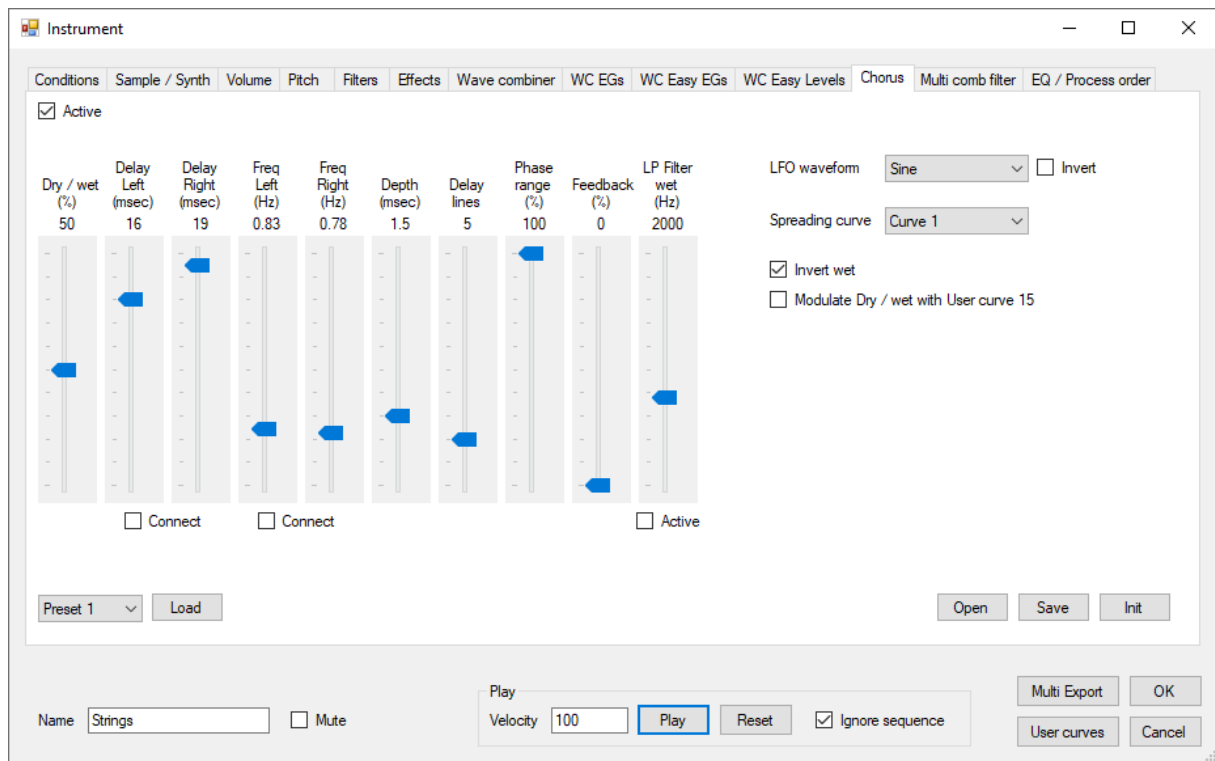 Instrument
Conditions Sample / Synth Volume Pitch Filters Effects Wave combiner WC EGs WC Easy EGs WC Easy Levels Chorus Multi comb filter EQ / Process order
Active
Dry / wet (%)
50
Delay Left (msec)
16
Delay Right (msec)
19
Freq Left (Hz)
0.83
Freq Right (Hz)
0.78
Depth (msec)
1.5
Delay lines
5
Phase range (%)
100
Feedback (%)
0
LP Filter wet (Hz)
2000
Connect
Connect
Active
LFO waveform Sine Invert
Spreading curve Curve 1
Invert wet
Modulate Dry / wet with User curve 15
Preset 1 Load
Open Save Init
Name Strings Mute
Play
Velocity 100 Play Reset Ignore sequence
Multi Export OK
User curves Cancel